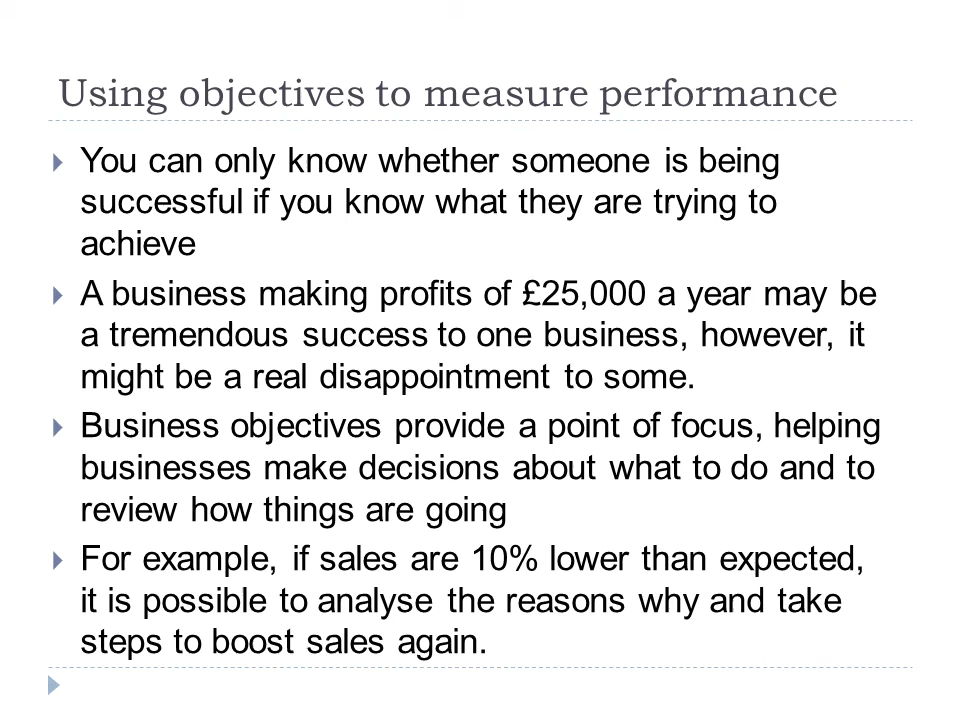 Using objectives to measure performance
You can only know whether someone is being
successful if you know what they are trying to
achieve
A business making profits of £25,000 a year may be
a tremendous success to one business, however, it
might be a real disappointment to some.
Business objectives provide a point of focus, helping
businesses make decisions about what to do and to
review how things are going
For example, if sales are 10% lower than expected,
it is possible to analyse the reasons why and take
steps to boost sales again.